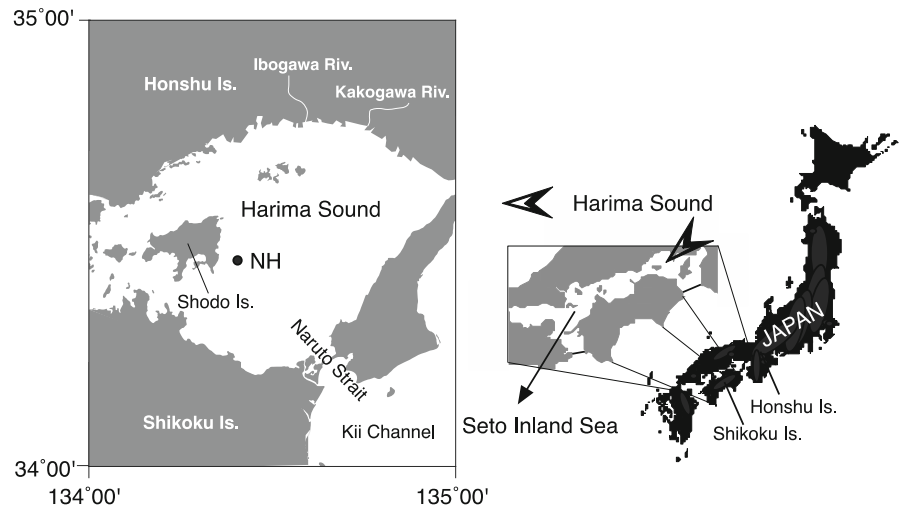 35°00'
Ibogawa Riv.
Honshu Is.
Kakogawa Riv.
Harima Sound
NH
Shodo Is.
Naruto Strait
Shikoku Is.
Kii Channel
34°00'
134°00'
135°00'
Harima Sound
JAPAN
Seto Inland Sea
Honshu Is.
Shikoku Is.